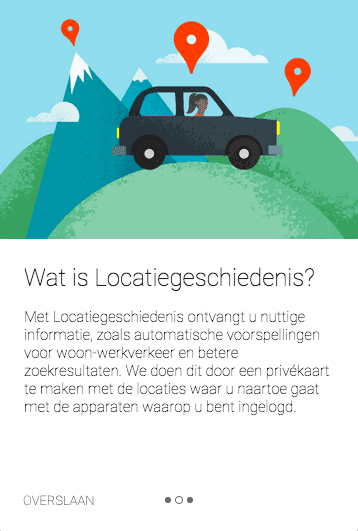 Wat is Locatiegeschiedenis?
Met Locatiegeschiedenis ontvangt u nuttige
informatie, zoals automatische voorspellingen
voor woon-werkverkeer en betere
zoekresultaten. We doen dit door een privékaart
te maken met de locaties waar u naartoe gaat
met de apparaten waarop u bent ingelogd.
OVERSLAAN